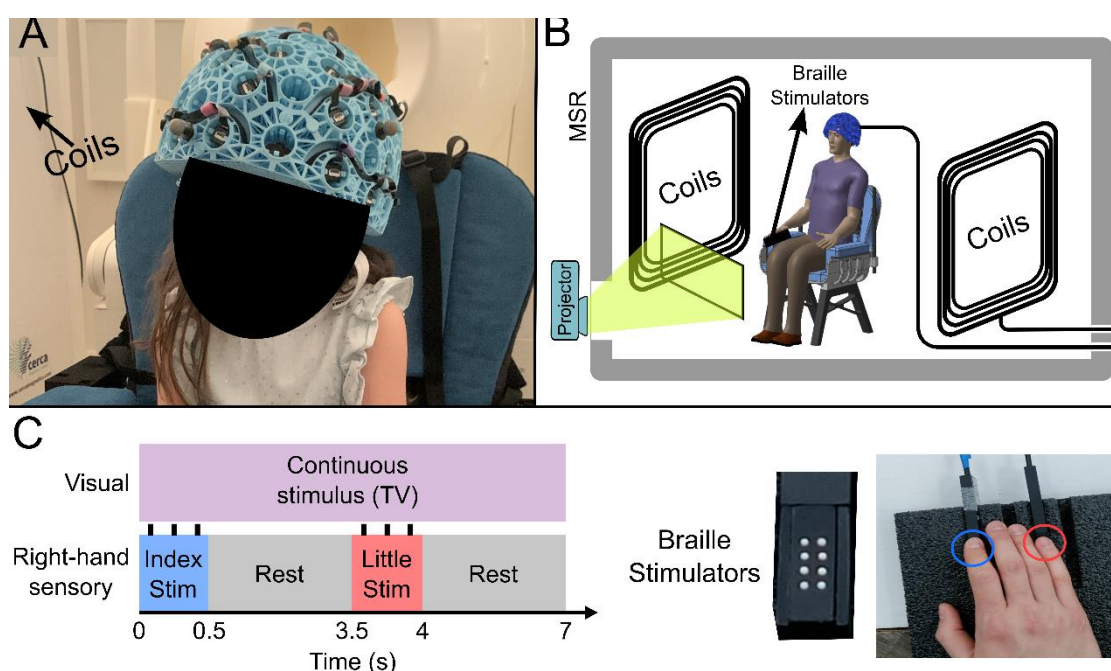 A
Coils
cerca
B
MSR
Braille
Stimulators
Coils
Coils
Projector
C
Visual
Continuous
stimulus (TV)
Right-hand
sensory
Index
Stim
Rest
Little
Stim
Rest
0
0.5
3.5
4
7
Time (s)
Braille
Stimulators